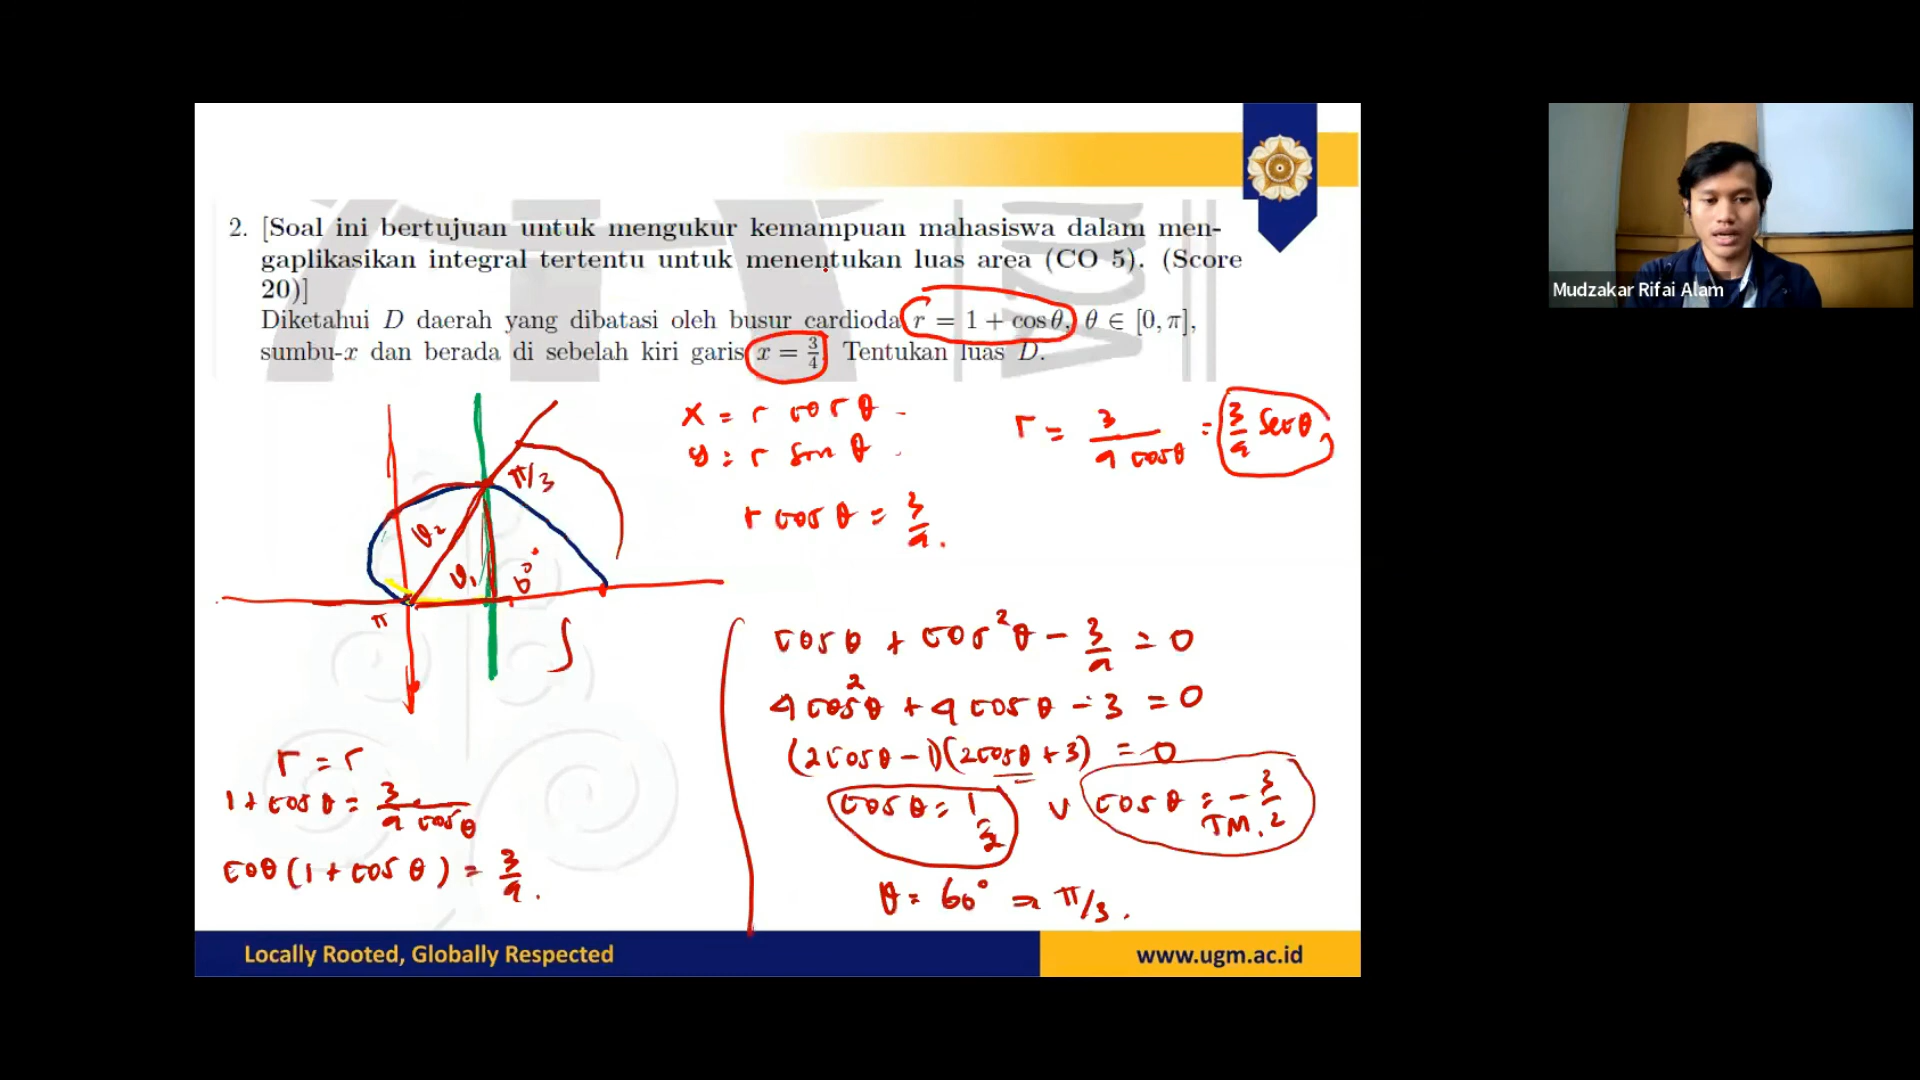 2. [Soal ini bertujuan untuk mengukur kemampuan mahasiswa dalam men-
gaplikasikan integral tertentu untuk menentukan luas area (CO 5). (Score
20)]
Diketahui D daerah yang dibatasi oleh busur cardioda r = 1 + cos θ, θ ∈ [0, π],
sumbu-x dan berada di sebelah kiri garis x = 3/4. Tentukan luas D.
x = r cos θ
y = r sin θ
r cos θ = 3/4.
r = 3/(4 cos θ) = 3/4 sec θ
π/3
θ₂
θ₁
0°
π
∫
r = r
1 + cos θ = 3/(4 cos θ)
coθ (1 + cos θ) = 3/4.
cos θ + cos² θ − 3/4 = 0
4 cos² θ + 4 cos θ − 3 = 0
(2 cos θ − 1)(2 cos θ + 3) = 0
cos θ = 1/2 ∨ cos θ = −3/2
TM.
θ = 60° ⇒ π/3.
Locally Rooted, Globally Respected
www.ugm.ac.id
Mudzakar Rifai Alam